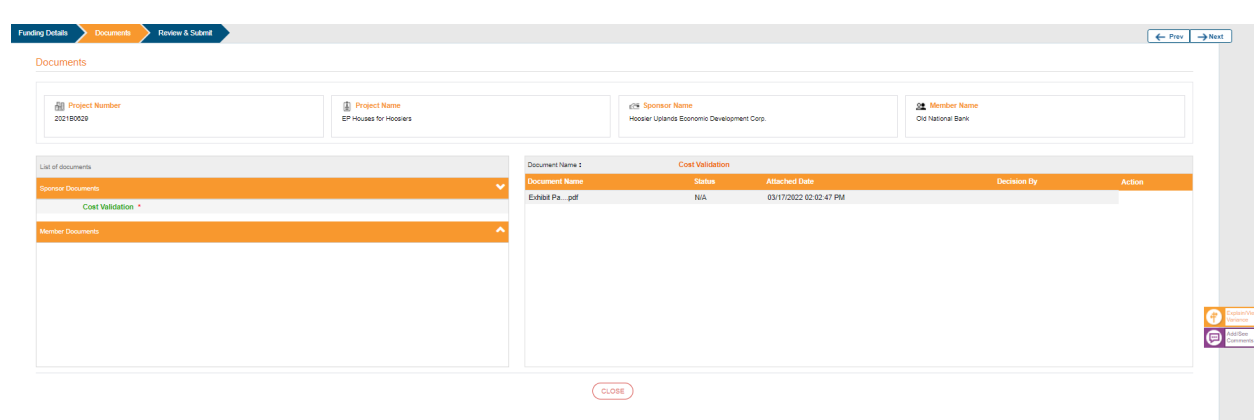 Funding Details
Documents
Review & Submit
Prev
Next
Documents
Project Number
2021B0629
Project Name
EP Houses for Hoosiers
Sponsor Name
Hoosier Uplands Economic Development Corp.
Member Name
Old National Bank
List of documents
Sponsor Documents
Cost Validation *
Member Documents
Document Name : Cost Validation
Document Name Status Attached Date Decision By Action
Exhibit Pa....pdf N/A 03/17/2022 02:02:47 PM
Variance
Add/See
Comments
CLOSE